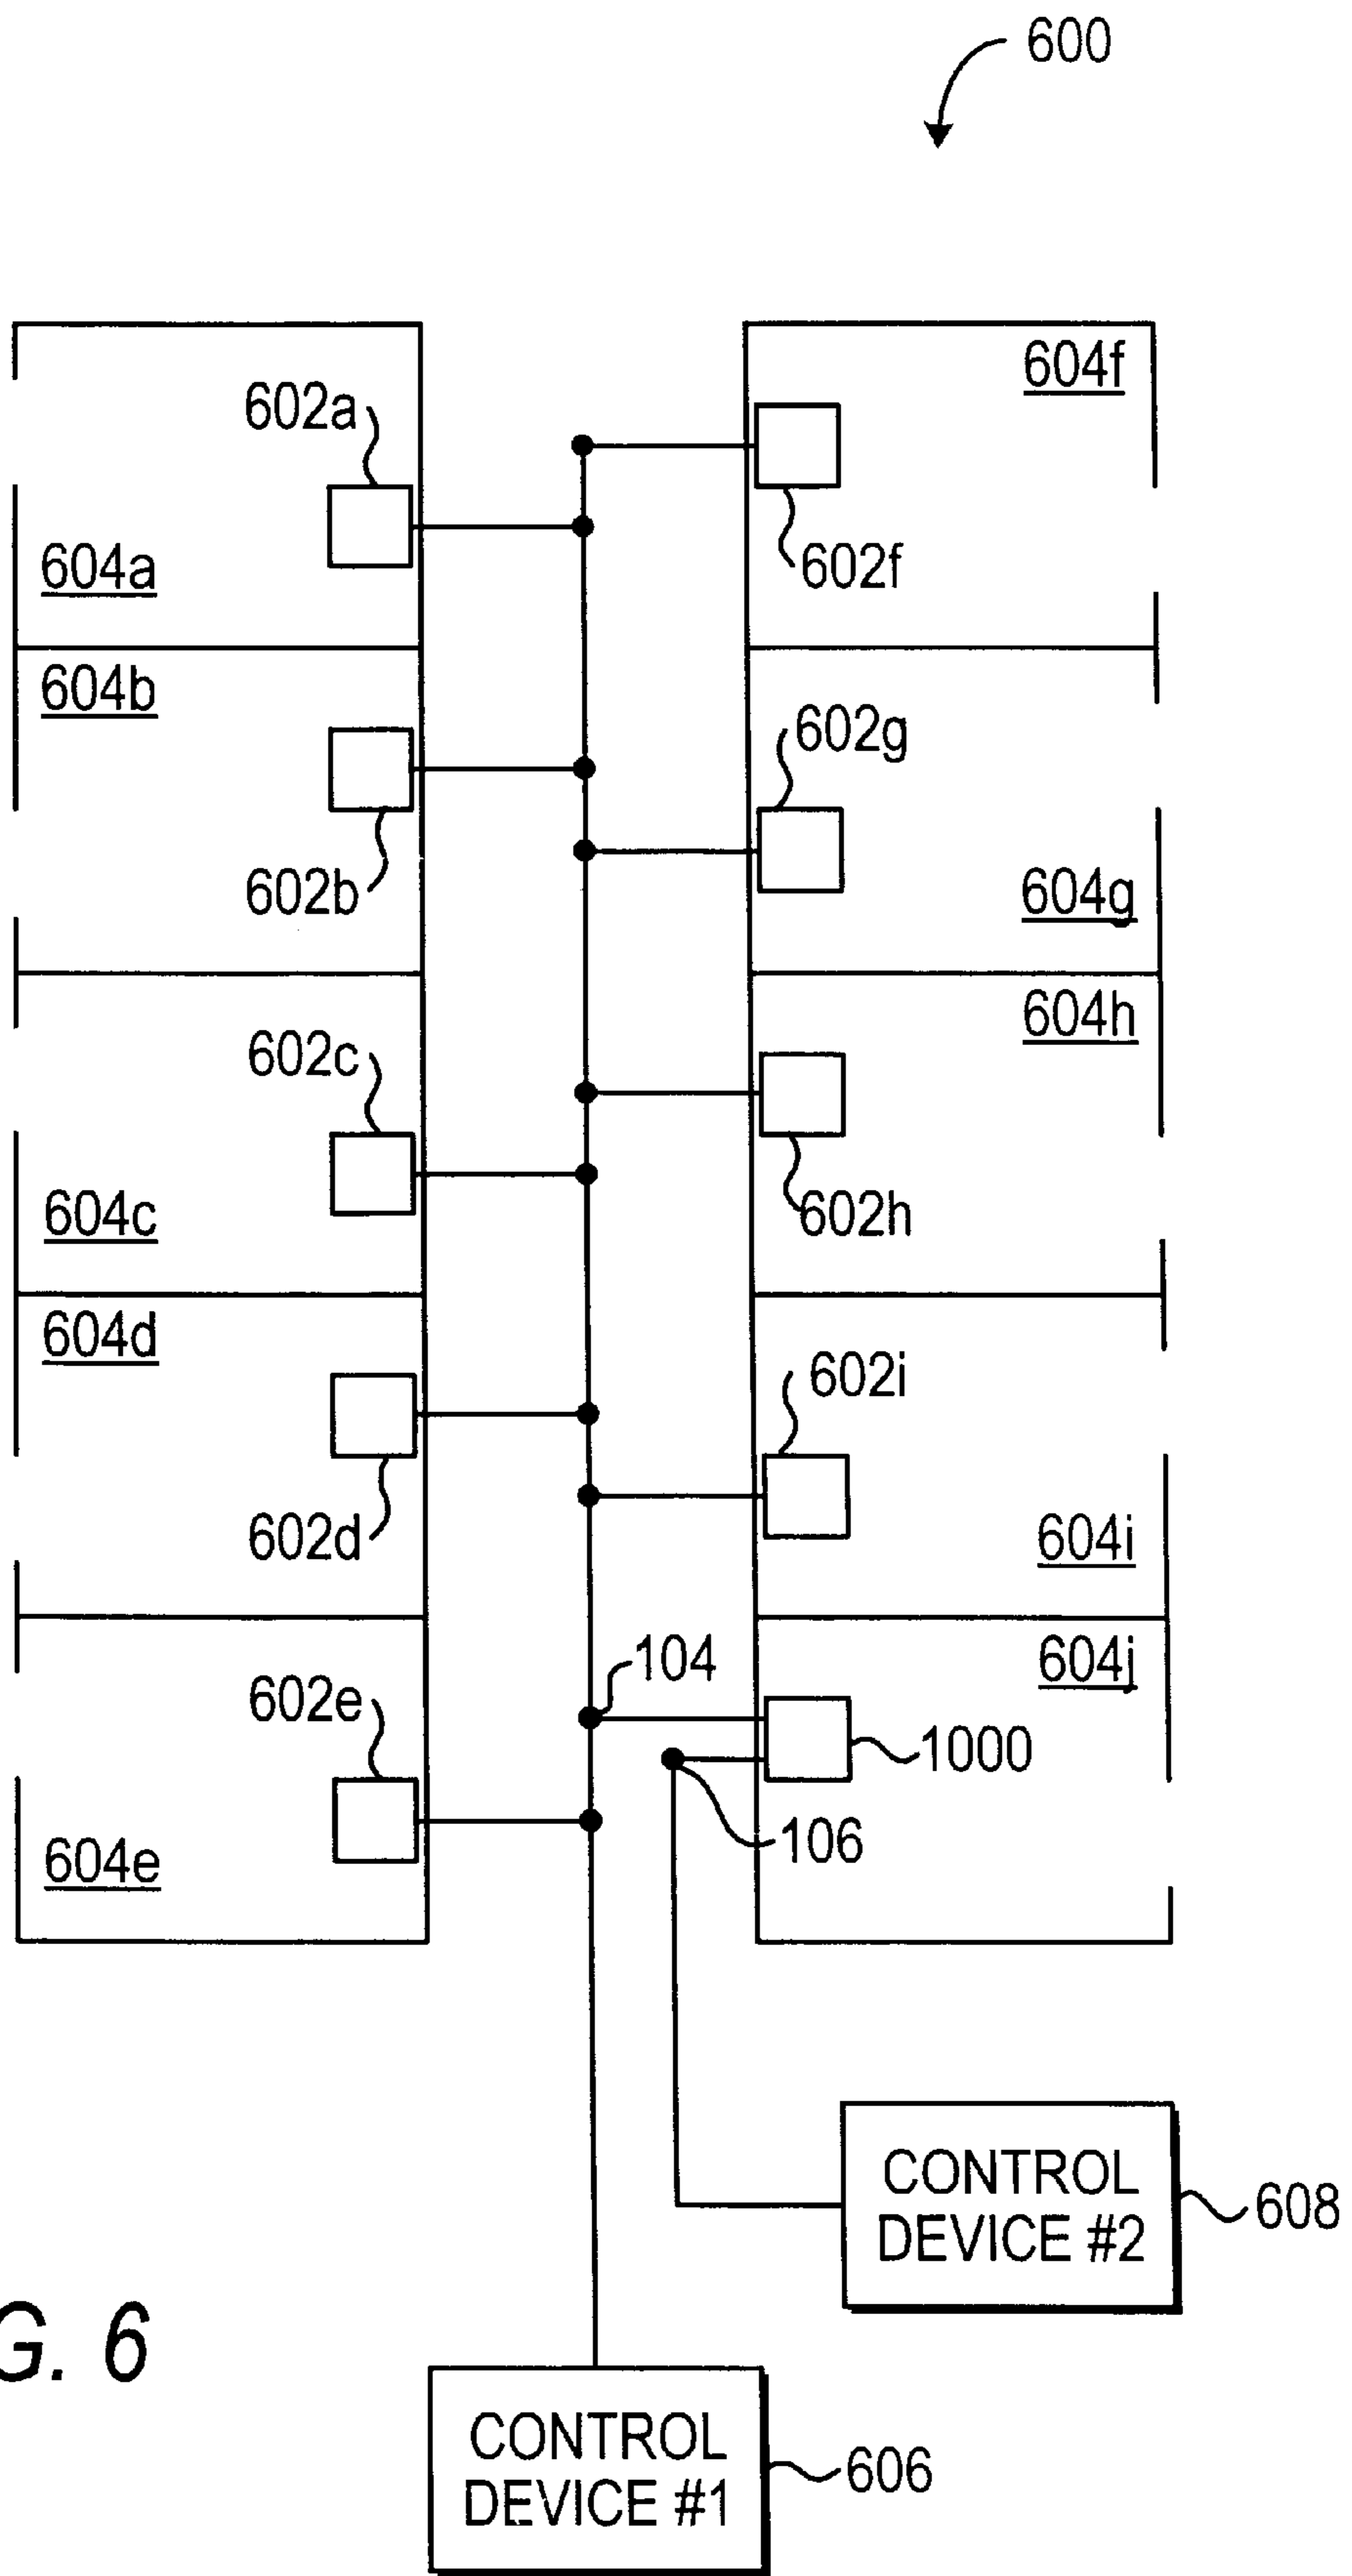 600
604f
602a
602f
604a
604b
602g
602b
604g
604h
602c
602h
604c
604d
602i
602d
604i
104
604j
602e
1000
106
604e
CONTROL
DEVICE #2
608
G. 6
CONTROL
DEVICE #1
606